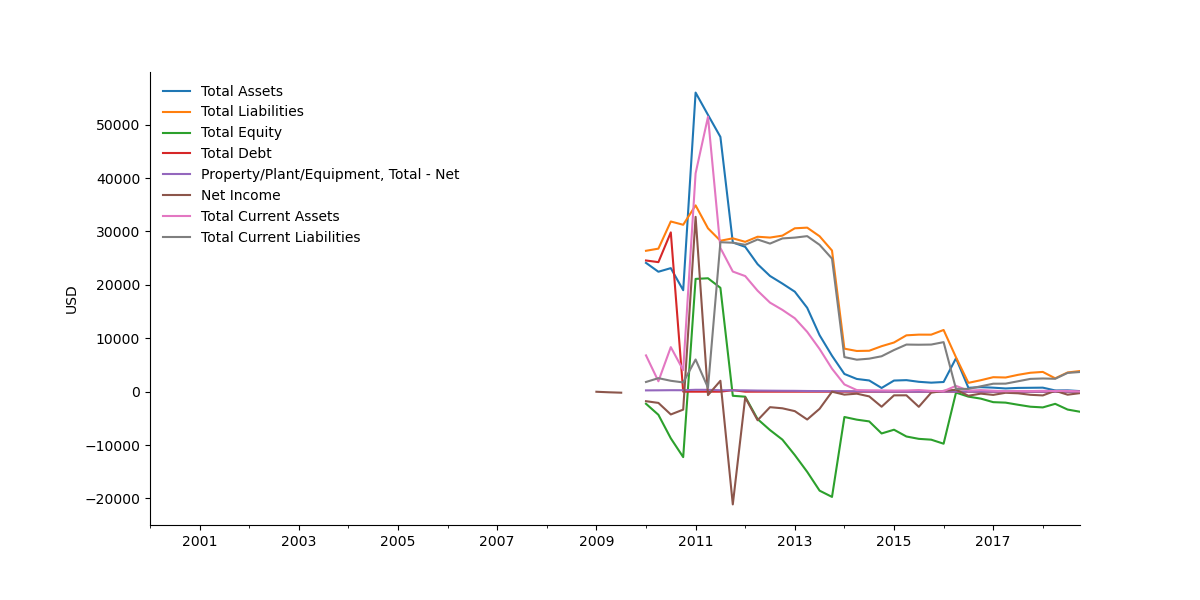 Total Assets
Total Liabilities
Total Equity
Total Debt
Property/Plant/Equipment, Total - Net
Net Income
Total Current Assets
Total Current Liabilities
USD
50000
40000
30000
20000
10000
0
−10000
−20000
2001 2003 2005 2007 2009 2011 2013 2015 2017